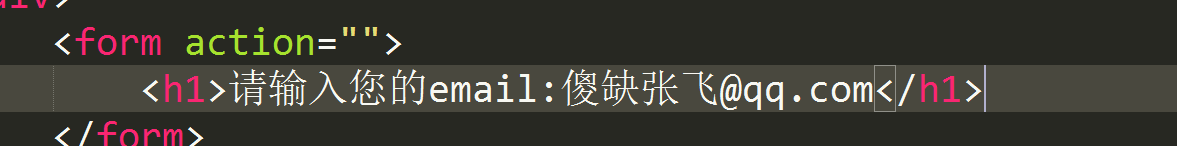 div>
<form action="">
<h1>请输入您的email:傻缺张飞@qq.com</h1>
</form>